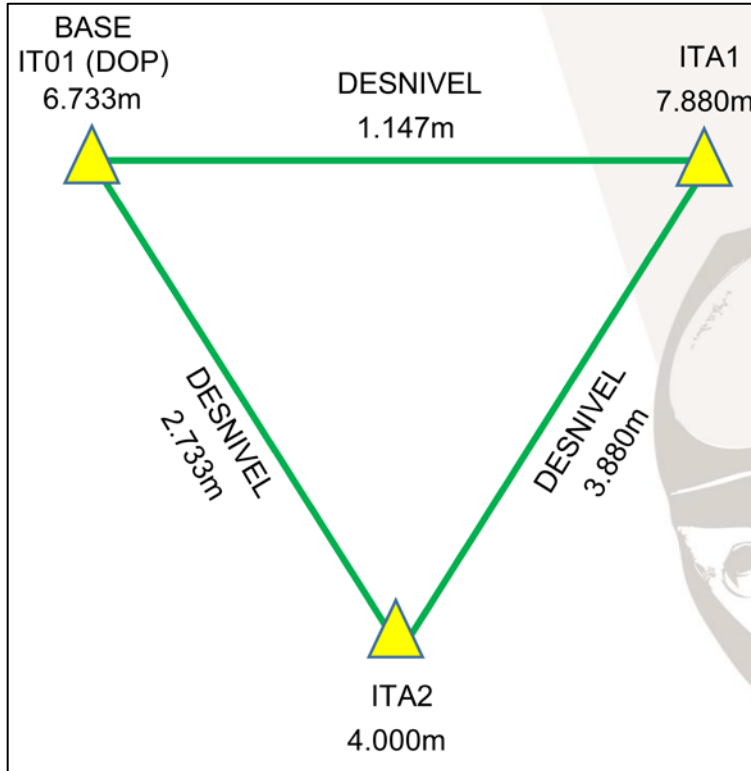 BASE
IT01 (DOP)
6.733m
DESNIVEL
1.147m
ITA1
7.880m
DESNIVEL
2.733m
DESNIVEL
3.880m
ITA2
4.000m